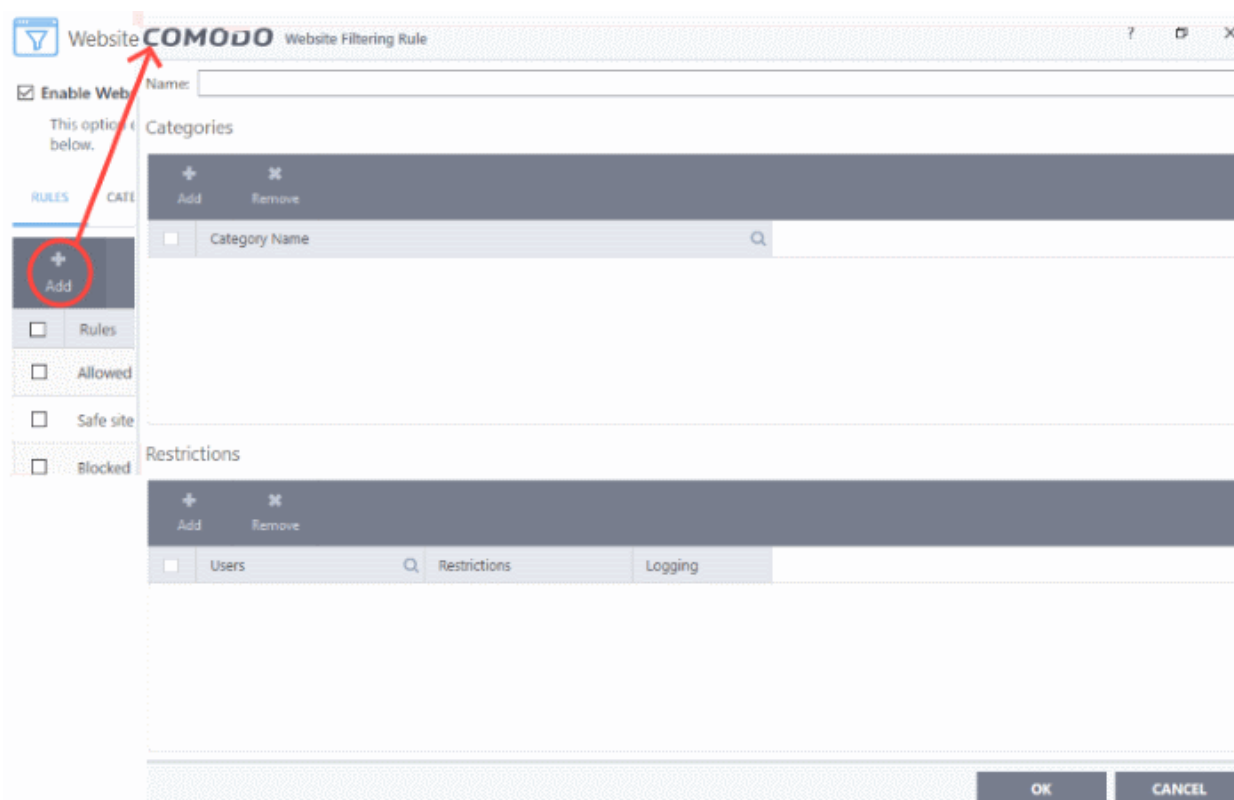 Website COMODO Website Filtering Rule ?
Enable Web
Name:
This option
below.
Categories
RULES CATE
Add Remove
Category Name
Add
Rules
Allowed
Safe site
Blocked
Restrictions
Add Remove
Users Restrictions Logging
OK CANCEL